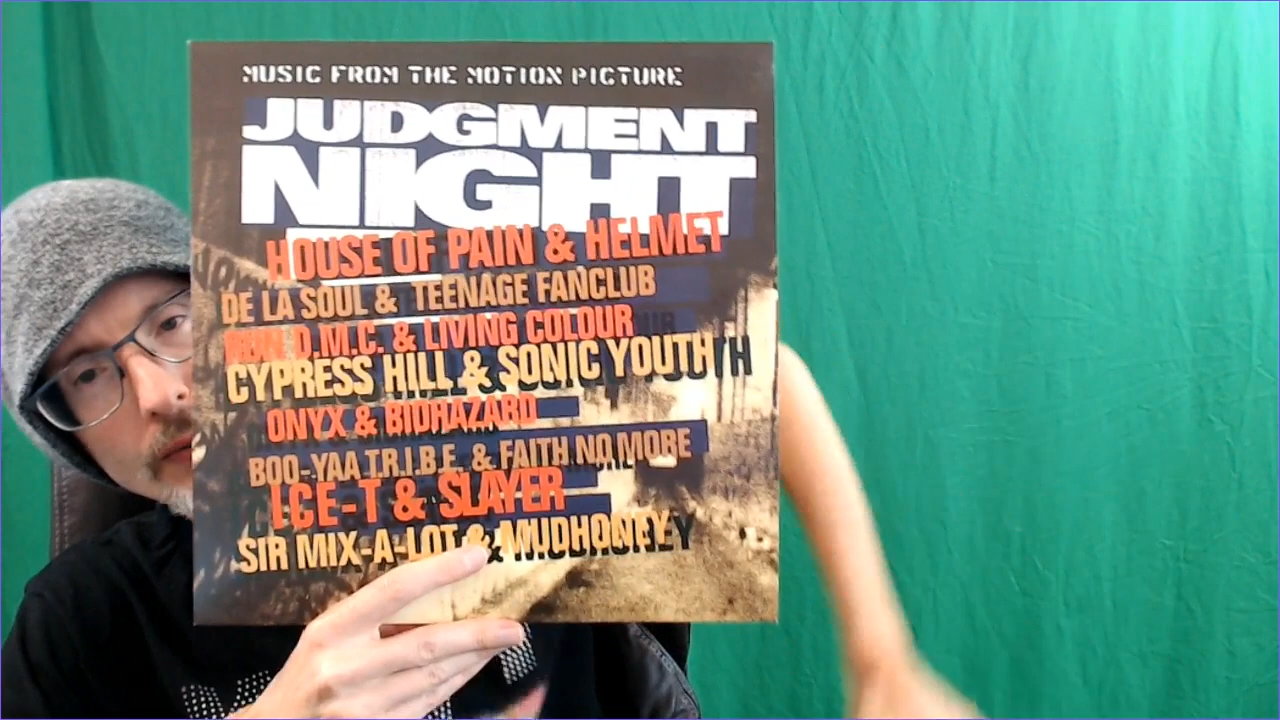 MUSIC FROM THE MOTION PICTURE
JUDGMENT
NIGHT
HOUSE OF PAIN & HELMET
DE LA SOUL & TEENAGE FANCLUB
RUN D.M.C. & LIVING COLOUR
CYPRESS HILL & SONIC YOUTH
ONYX & BIOHAZARD
BOO-YAA T.R.I.B.E. & FAITH NO MORE
ICE-T & SLAYER
SIR MIX-A-LOT & MUDHONEY